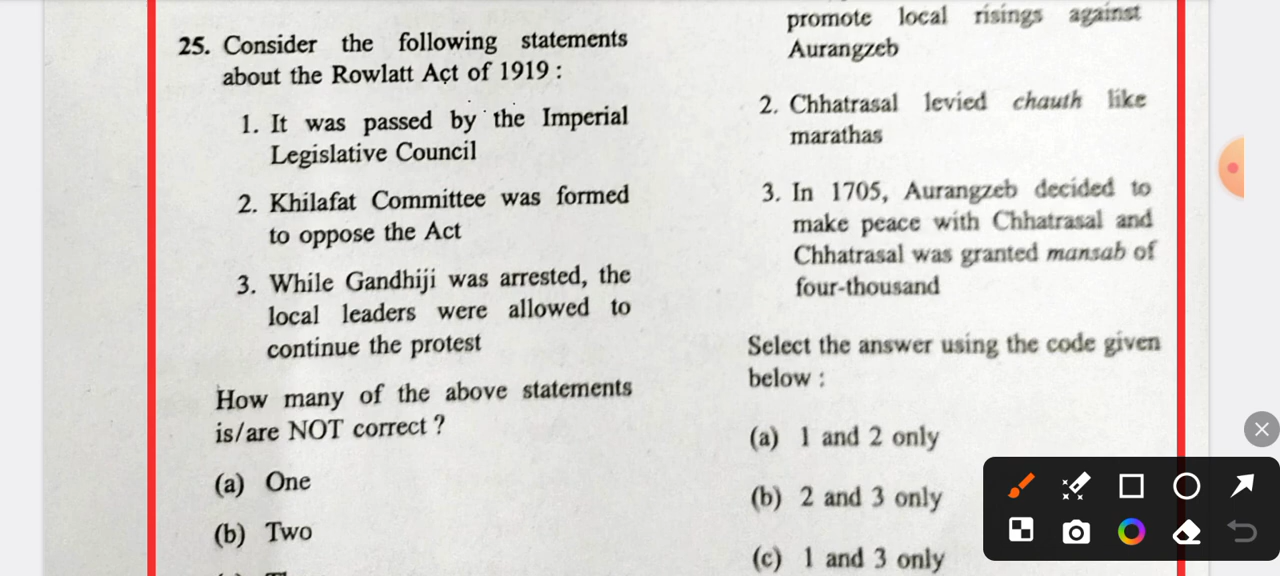 25. Consider the following statements
about the Rowlatt Act of 1919 :
1. It was passed by the Imperial
Legislative Council
2. Khilafat Committee was formed
to oppose the Act
3. While Gandhiji was arrested, the
local leaders were allowed to
continue the protest
How many of the above statements
is/are NOT correct ?
(a) One
(b) Two
promote local risings against
Aurangzeb
2. Chhatrasal levied chauth like
marathas
3. In 1705, Aurangzeb decided to
make peace with Chhatrasal and
Chhatrasal was granted mansab of
four-thousand
Select the answer using the code given
below :
(a) 1 and 2 only
(b) 2 and 3 only
(c) 1 and 3 only